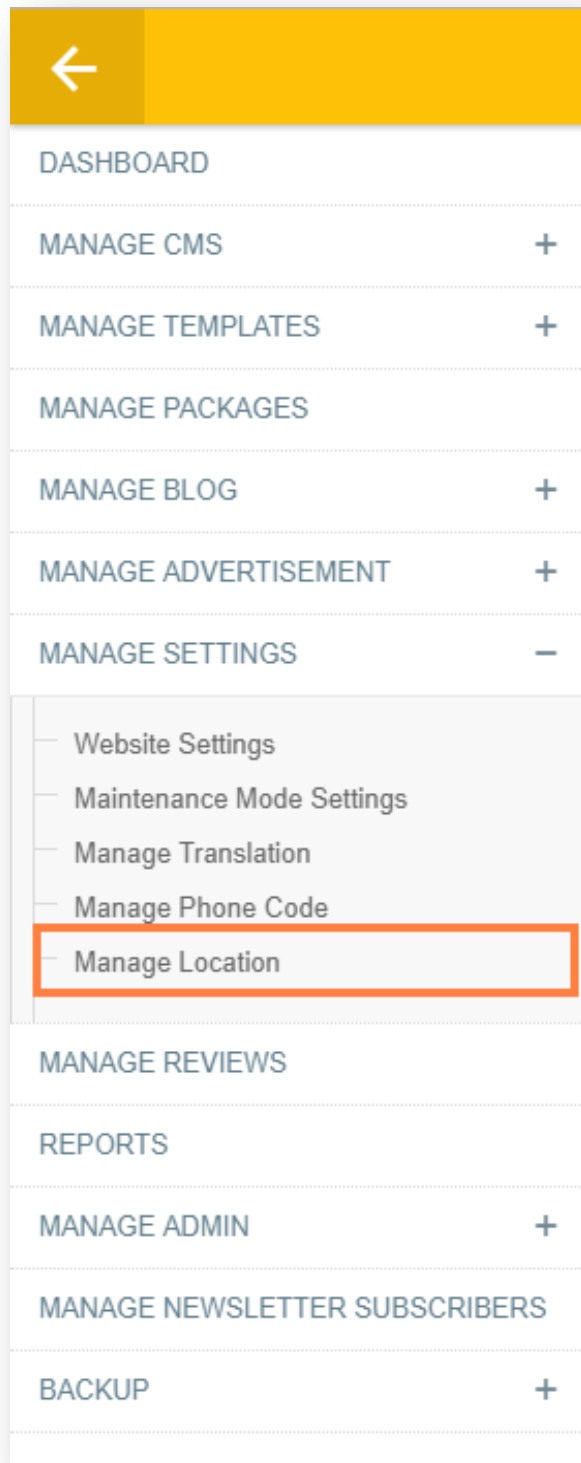 DASHBOARD
MANAGE CMS
MANAGE TEMPLATES
MANAGE PACKAGES
MANAGE BLOG
MANAGE ADVERTISEMENT
MANAGE SETTINGS
Website Settings
Maintenance Mode Settings
Manage Translation
Manage Phone Code
Manage Location
MANAGE REVIEWS
REPORTS
MANAGE ADMIN
MANAGE NEWSLETTER SUBSCRIBERS
BACKUP